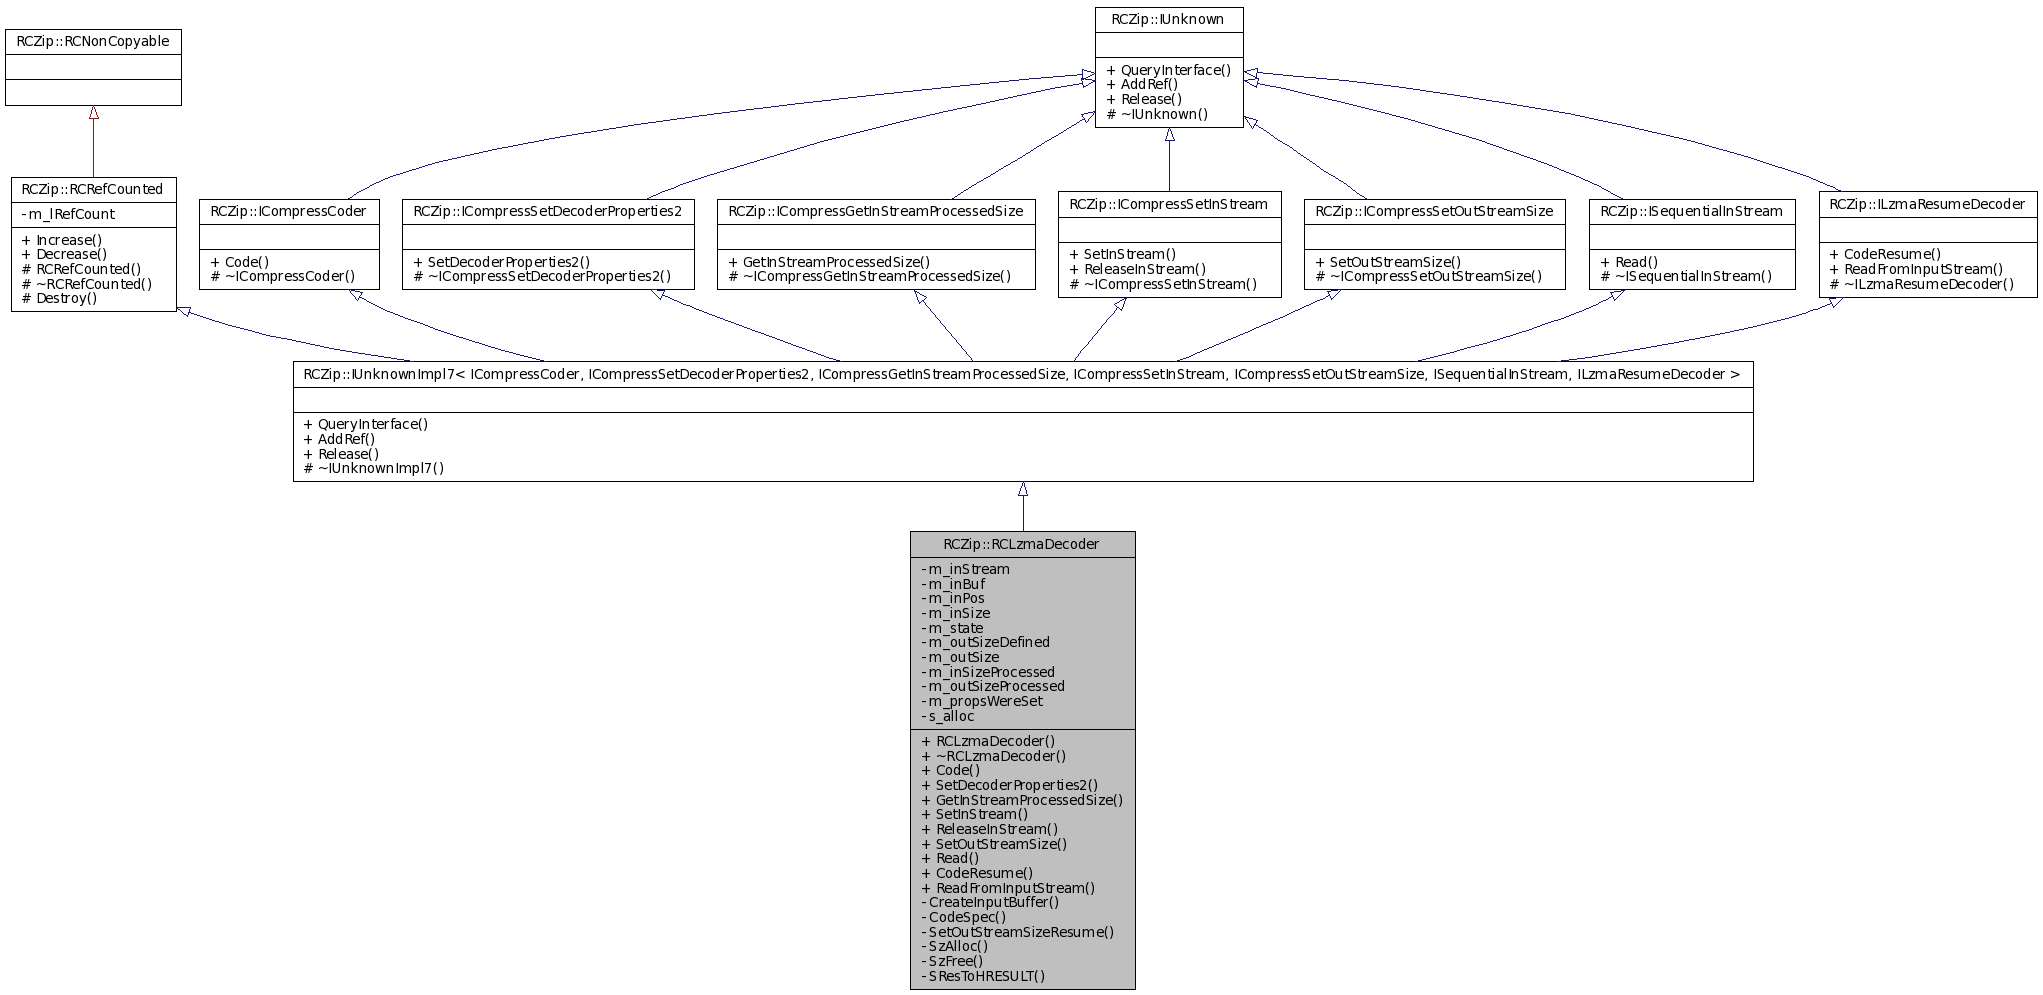 RCZip::RCNonCopyable
RCZip::IUnknown
+ QueryInterface()
+ AddRef()
+ Release()
# ~IUnknown()
RCZip::RCRefCounted
- m_lRefCount
+ Increase()
+ Decrease()
# RCRefCounted()
# ~RCRefCounted()
# Destroy()
RCZip::ICompressCoder
+ Code()
# ~ICompressCoder()
RCZip::ICompressSetDecoderProperties2
+ SetDecoderProperties2()
# ~ICompressSetDecoderProperties2()
RCZip::ICompressGetInStreamProcessedSize
+ GetInStreamProcessedSize()
# ~ICompressGetInStreamProcessedSize()
RCZip::ICompressSetInStream
+ SetInStream()
+ ReleaseInStream()
# ~ICompressSetInStream()
RCZip::ICompressSetOutStreamSize
+ SetOutStreamSize()
# ~ICompressSetOutStreamSize()
RCZip::ISequentialInStream
+ Read()
# ~ISequentialInStream()
RCZip::ILzmaResumeDecoder
+ CodeResume()
+ ReadFromInputStream()
# ~ILzmaResumeDecoder()
RCZip::IUnknownImpl7< ICompressCoder, ICompressSetDecoderProperties2, ICompressGetInStreamProcessedSize, ICompressSetInStream, ICompressSetOutStreamSize, ISequentialInStream, ILzmaResumeDecoder >
+ QueryInterface()
+ AddRef()
+ Release()
# ~IUnknownImpl7()
RCZip::RCLzmaDecoder
- m_inStream
- m_inBuf
- m_inPos
- m_inSize
- m_state
- m_outSizeDefined
- m_outSize
- m_inSizeProcessed
- m_outSizeProcessed
- m_propsWereSet
- s_alloc
+ RCLzmaDecoder()
+ ~RCLzmaDecoder()
+ Code()
+ SetDecoderProperties2()
+ GetInStreamProcessedSize()
+ SetInStream()
+ ReleaseInStream()
+ SetOutStreamSize()
+ Read()
+ CodeResume()
+ ReadFromInputStream()
- CreateInputBuffer()
- CodeSpec()
- SetOutStreamSizeResume()
- SzAlloc()
- SzFree()
- SResToHRESULT()